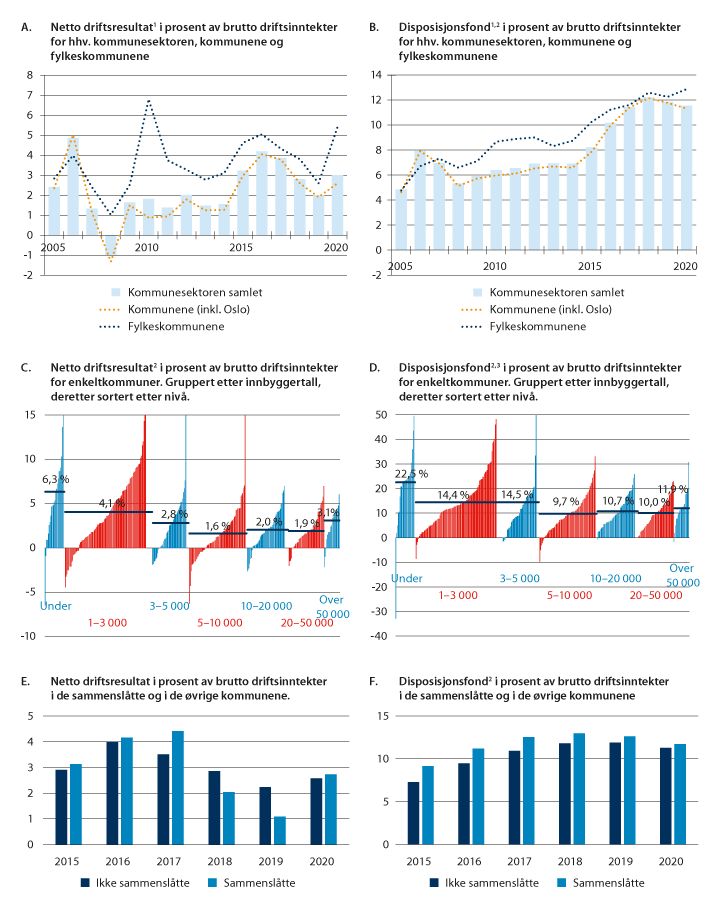 A. Netto driftsresultat¹ i prosent av brutto driftsinntekter
for hhv. kommunesektoren, kommunene og
fylkeskommunene
8
7
6
5
4
3
2
1
0
-1
-2
2005 2010 2015 2020
Kommunesektoren samlet
Kommunene (inkl. Oslo)
Fylkeskommunene
B. Disposisjonsfond¹,² i prosent av brutto driftsinntekter
for hhv. kommunesektoren, kommunene og
fylkeskommunene
14
12
10
8
6
4
2
0
-2
2005 2010 2015 2020
Kommunesektoren samlet
Kommunene (inkl. Oslo)
Fylkeskommunene
C. Netto driftsresultat² i prosent av brutto driftsinntekter
for enkeltkommuner. Gruppert etter innbyggertall,
deretter sortert etter nivå.
15
10
5
0
-5
-10
6,3 % 4,1 % 2,8 % 1,6 % 2,0 % 1,9 % 3,1%
Under 3–5 000 10–20 000 Over
50 000
1–3 000 5–10 000 20–50 000
D. Disposisjonsfond²,³ i prosent av brutto driftsinntekter
for enkeltkommuner. Gruppert etter innbyggertall,
deretter sortert etter nivå.
50
40
30
20
10
0
-10
-20
-30
-40
22,5 % 14,4 % 14,5 % 9,7 % 10,7 % 10,0 % 11,9 %
Under 3–5 000 10–20 000 Over
50 000
1–3 000 5–10 000 20–50 000
E. Netto driftsresultat i prosent av brutto driftsinntekter
i de sammenslåtte og i de øvrige kommunene.
5
4
3
2
1
0
2015 2016 2017 2018 2019 2020
Ikke sammenslåtte Sammenslåtte
F. Disposisjonsfond² i prosent av brutto driftsinntekter
i de sammenslåtte og i de øvrige kommunene
15
10
5
0
2015 2016 2017 2018 2019 2020
Ikke sammenslåtte Sammenslåtte